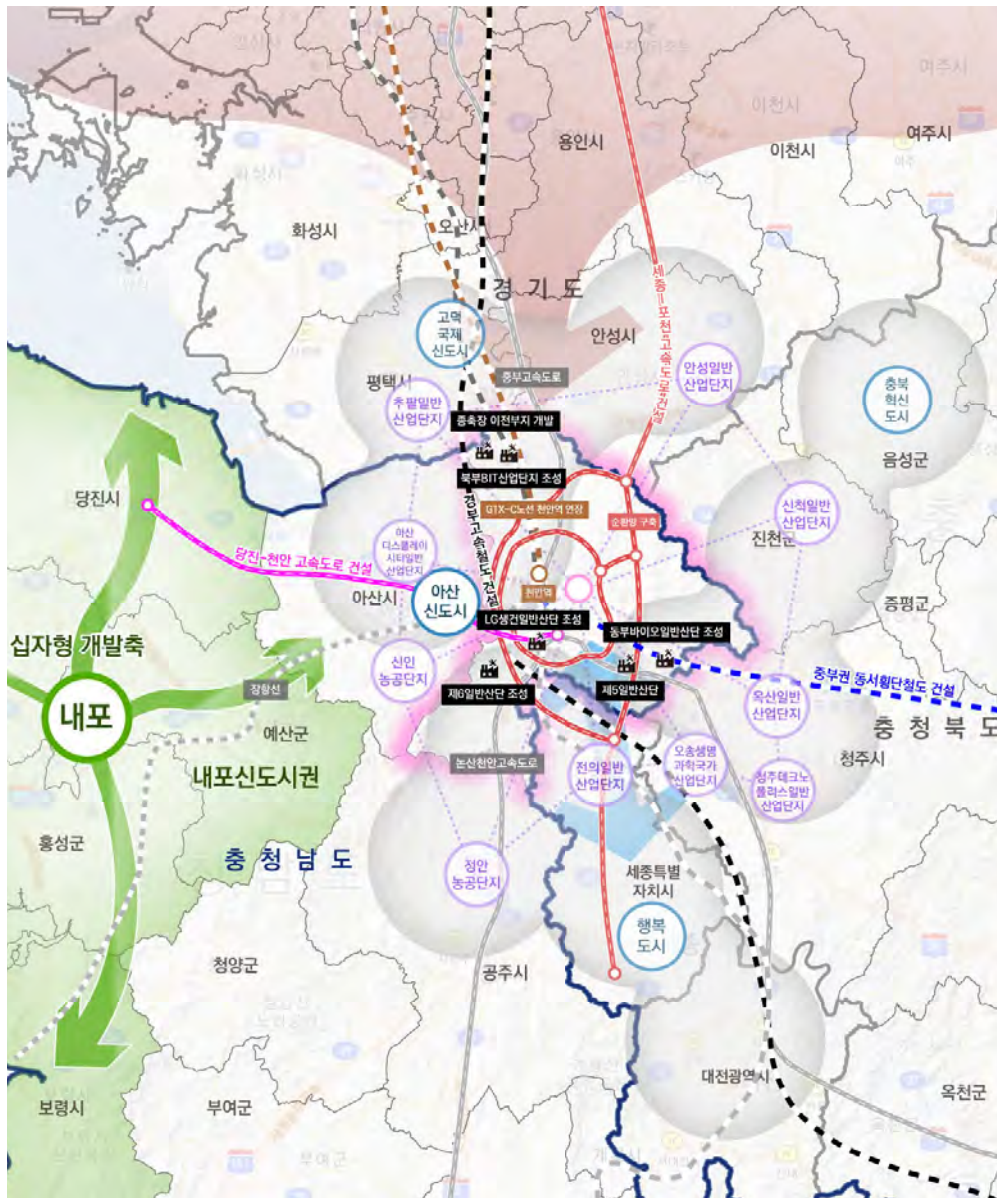 용인시
이천시
여주시
여주시
이천시
화성시
오산시
경기도
안성시
세종-포천고속도로건설
고덕
국제
신도시
평택시
중부고속도로
안성일반
산업단지
추팔일반
산업단지
충북
혁신
도시
음성군
종축장 이전부지 개발
북부BIT산업단지 조성
당진시
경부고속철도 건설
GTX-C노선 천안역 연장
순환망 구축
신척일반
산업단지
진천군
아산
디스플레이
시티일반
산업단지
당진-천안 고속도로 건설
아산시
아산
신도시
천안역
증평군
LG생건일반산단 조성
동부바이오일반산단 조성
십자형 개발축
신인
농공단지
장항선
제6일반산단 조성
제5일반산단
중부권 동서횡단철도 건설
옥산일반
산업단지
충청북도
내포
예산군
내포신도시권
논산천안고속도로
전의일반
산업단지
오송생명
과학국가
산업단지
청주시
청주테크노
폴리스일반
산업단지
홍성군
충청남도
정안
농공단지
세종특별
자치시
행복
도시
청양군
공주시
대전광역시
옥천군
보령시
부여군
부여군